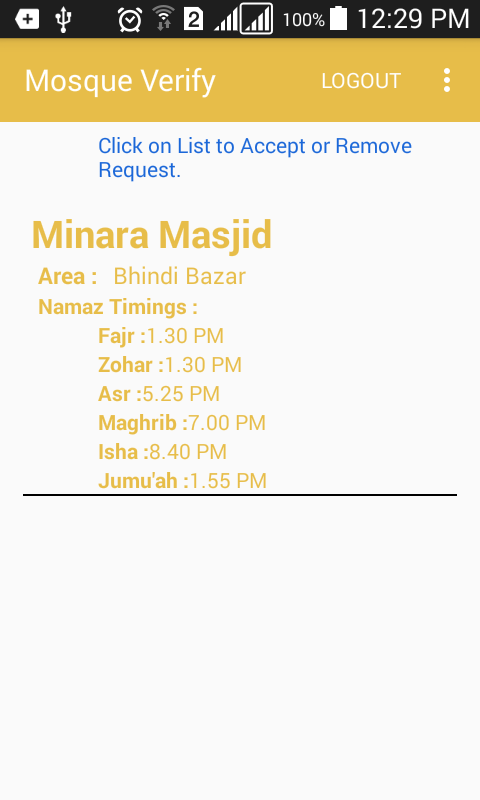 2 100% 12:29 PM
Mosque Verify LOGOUT
Click on List to Accept or Remove
Request.
Minara Masjid
Area : Bhindi Bazar
Namaz Timings :
Fajr :1.30 PM
Zohar :1.30 PM
Asr :5.25 PM
Maghrib :7.00 PM
Isha :8.40 PM
Jumu'ah :1.55 PM